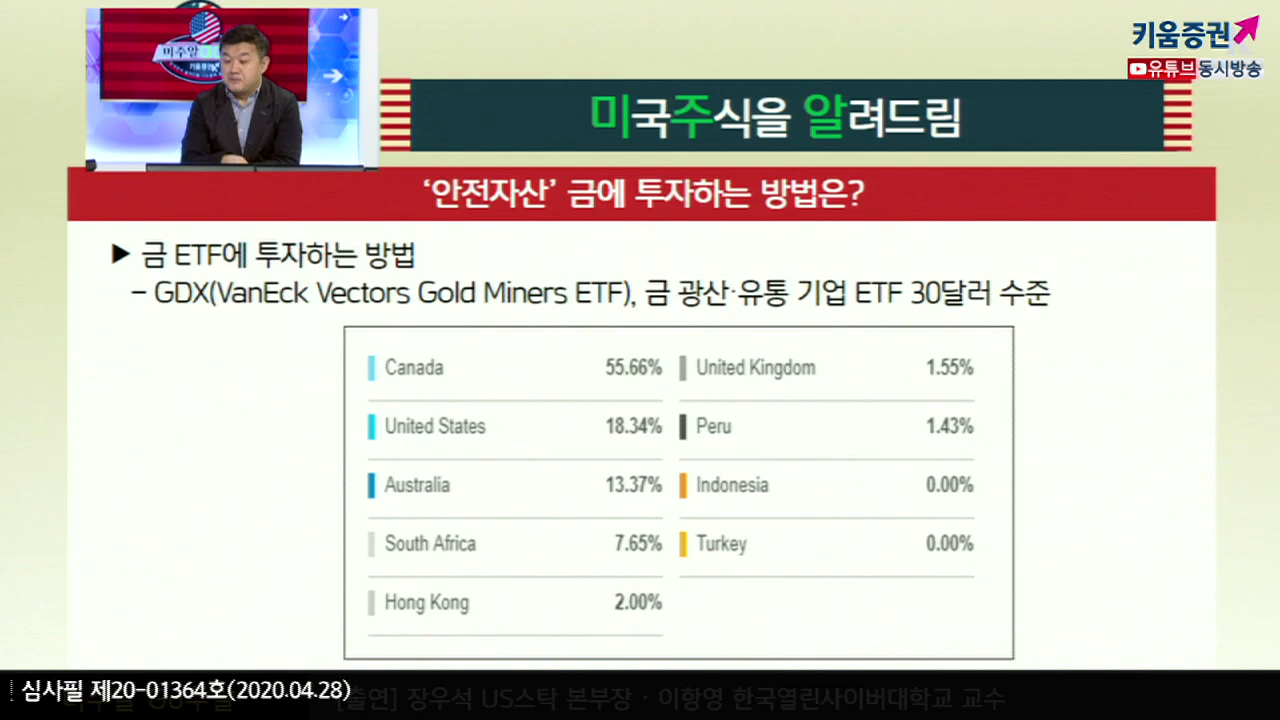 미주알
키움증권
키움증권
유튜브동시방송
미국주식을 알려드림
‘안전자산’ 금에 투자하는 방법은?
▶ 금 ETF에 투자하는 방법
– GDX(VanEck Vectors Gold Miners ETF), 금 광산·유통 기업 ETF 30달러 수준
Canada 55.66% United Kingdom 1.55%
United States 18.34% Peru 1.43%
Australia 13.37% Indonesia 0.00%
South Africa 7.65% Turkey 0.00%
Hong Kong 2.00%
심사필 제20-01364호(2020.04.28)
[출연] 장우석 US스탁 본부장 · 이항영 한국열린사이버대학교 교수